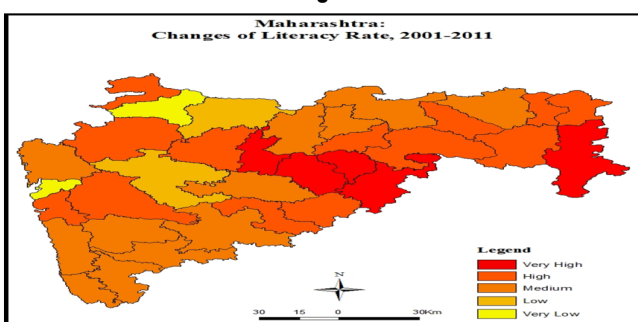 Maharashtra:
Changes of Literacy Rate, 2001-2011
Legend
Very High
High
Medium
Low
Very Low
N
30 15 0 30Km